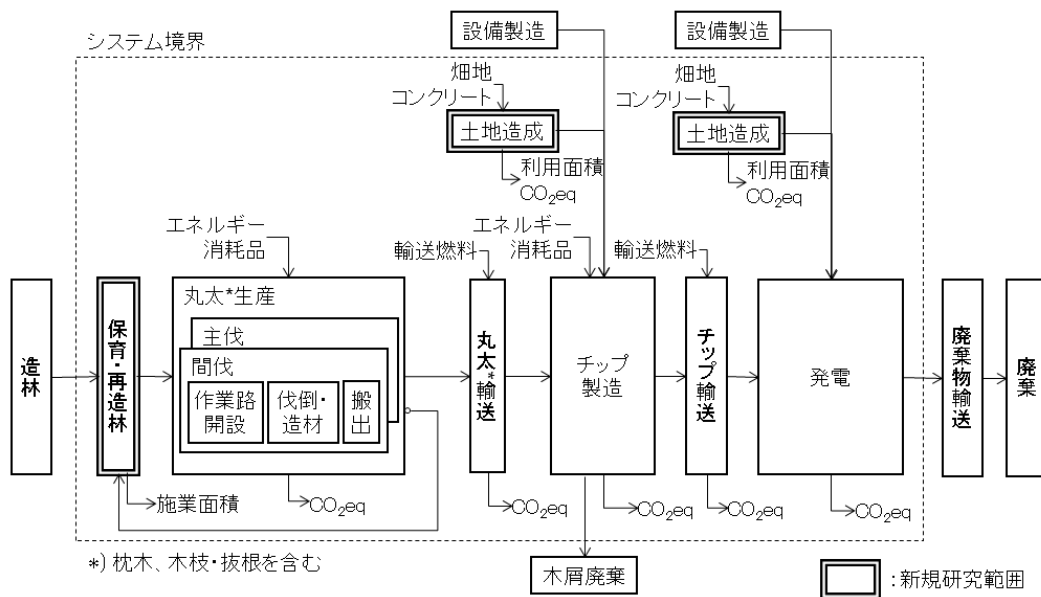 設備製造
設備製造
システム境界
畑地
コンクリート
土地造成
利用面積
CO₂eq
畑地
コンクリート
土地造成
利用面積
CO₂eq
エネルギー
消耗品
輸送燃料
エネルギー
消耗品
輸送燃料
造林
保育・再造林
丸太*生産
主伐
間伐
作業路
開設
伐倒・
造材
搬出
丸太*輸送
チップ
製造
チップ輸送
発電
廃棄物輸送
廃棄
施業面積
CO₂eq
CO₂eq
CO₂eq
CO₂eq
CO₂eq
*) 枕木、木枝・抜根を含む
木屑廃棄
:新規研究範囲